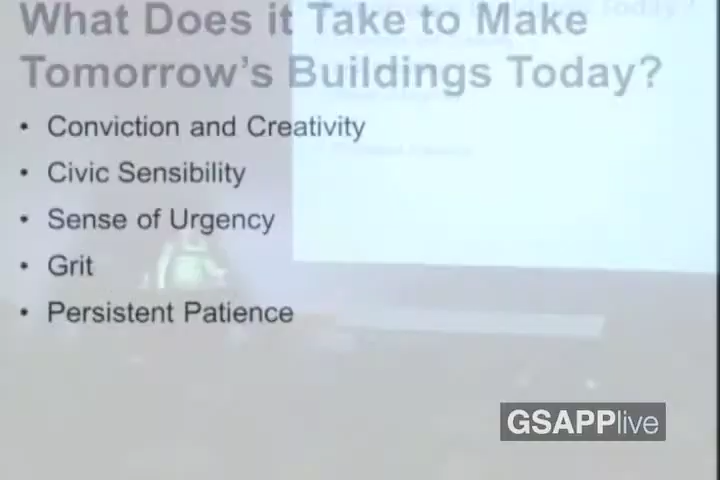 What Does it Take to Make
Tomorrow's Buildings Today?
• Conviction and Creativity
• Civic Sensibility
• Sense of Urgency
• Grit
• Persistent Patience
GSAPPlive